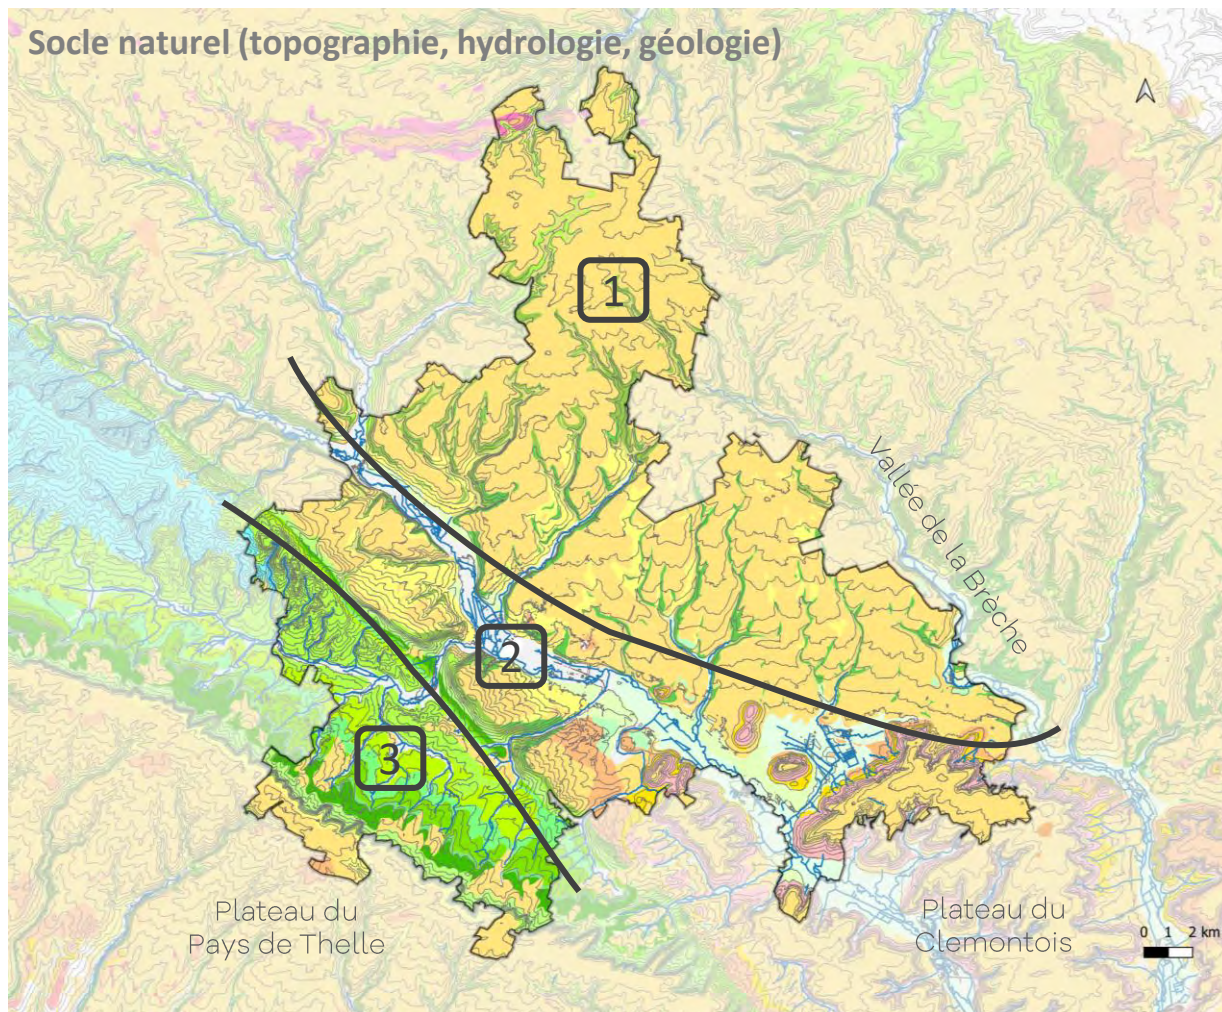 Socle naturel (topographie, hydrologie, géologie)
1
Vallée de la Brèche
2
3
Plateau du
Pays de Thelle
Plateau du
Clemontois
0 1 2 km